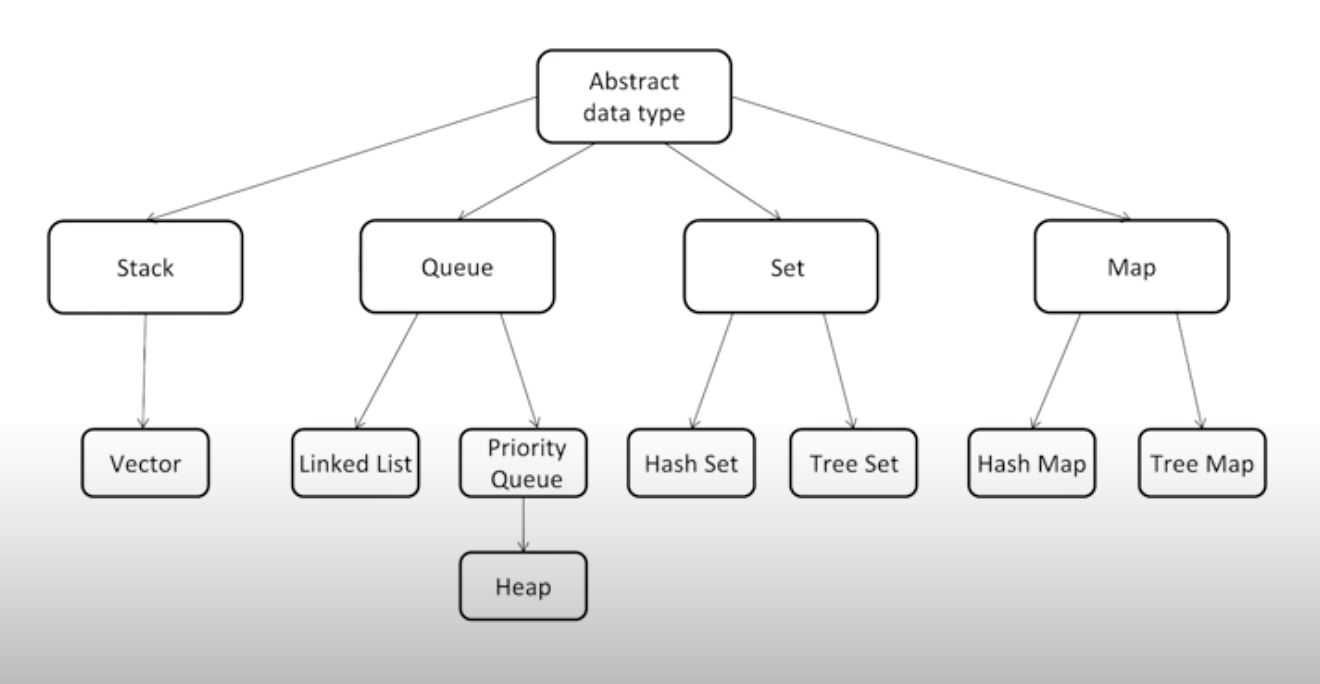 Abstract
data type
Stack
Queue
Set
Map
Vector
Linked List
Priority
Queue
Hash Set
Tree Set
Hash Map
Tree Map
Heap